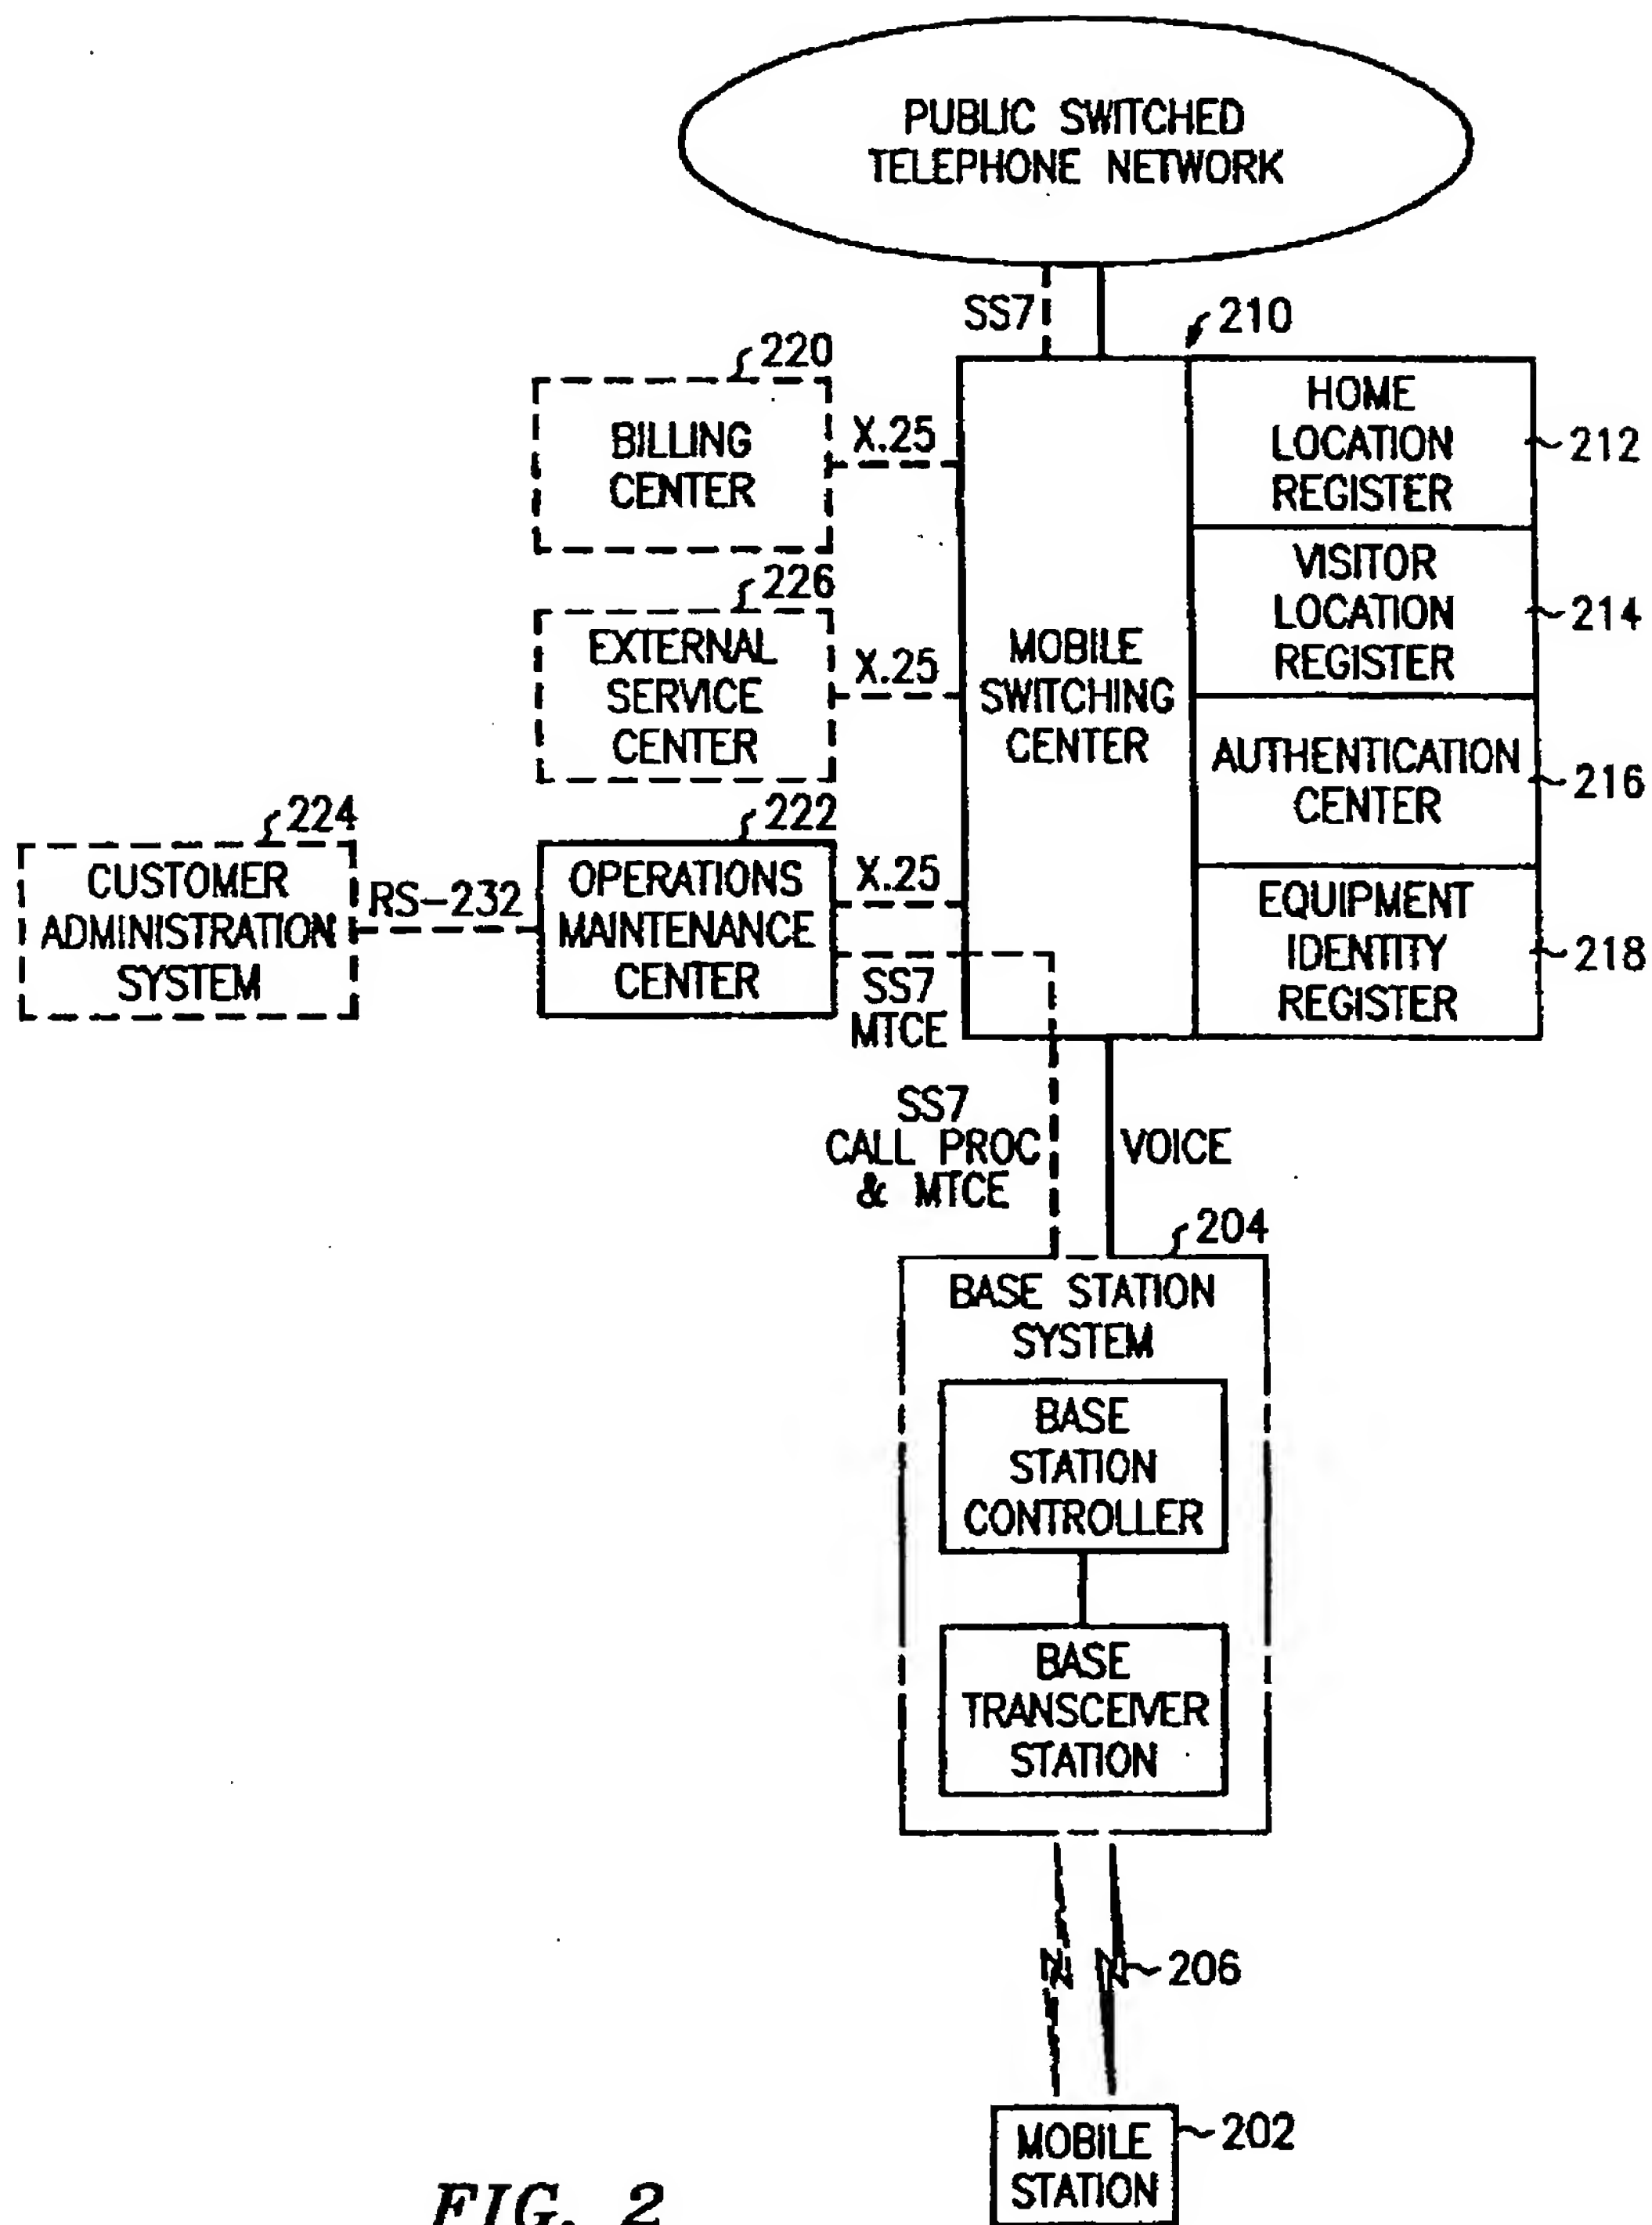 PUBLIC SWITCHED
TELEPHONE NETWORK
SS7
210
220
BILLING
CENTER
X.25
HOME
LOCATION
REGISTER
212
226
EXTERNAL
SERVICE
CENTER
X.25
MOBILE
SWITCHING
CENTER
VISITOR
LOCATION
REGISTER
214
AUTHENTICATION
CENTER
216
224
CUSTOMER
ADMINISTRATION
SYSTEM
RS-232
222
OPERATIONS
MAINTENANCE
CENTER
X.25
SS7
MTCE
EQUIPMENT
IDENTITY
REGISTER
218
SS7
CALL PROC
& MTCE
VOICE
204
BASE STATION
SYSTEM
BASE
STATION
CONTROLLER
BASE
TRANSCEIVER
STATION
206
MOBILE
STATION
202
FIG. 2